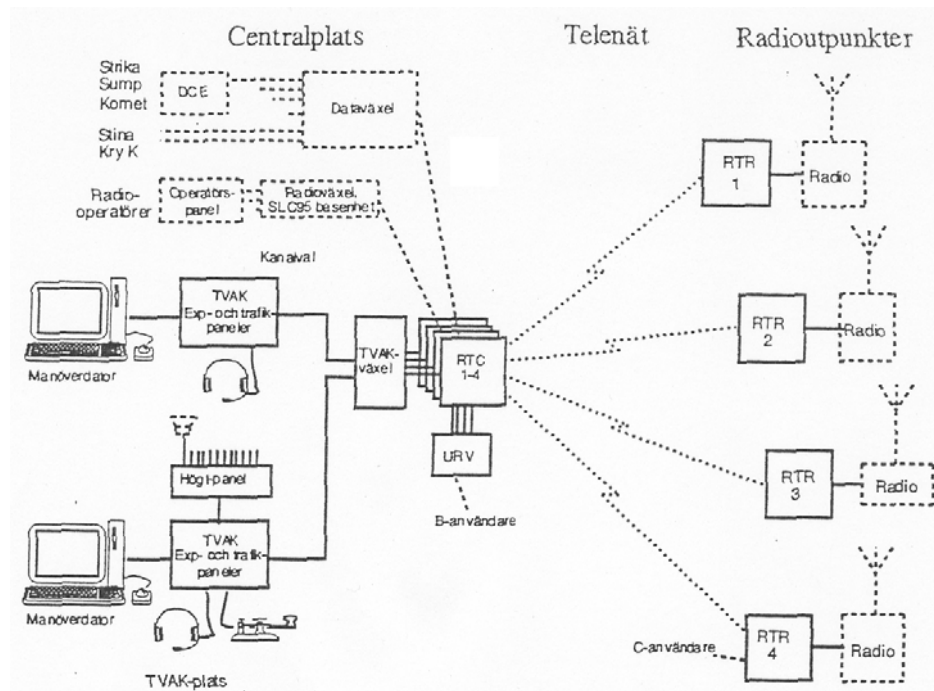 Centralplats
Telenät
Radioutpunkter
Strika
Sump
Komet
DCE
Dataväxel
Stina
Kry K
Radio-
operatörer
Operatörs-
panel
Radioväxel,
SLC95 basenhet
RTR
1
Radio
Kanalval
TVAK
Exp- och trafik-
paneler
Manöverdator
TVAK-
växel
RTC
1-4
RTR
2
Radio
URV
Högt-panel
B-användare
RTR
3
Radio
TVAK
Exp- och trafik-
paneler
Manöverdator
TVAK-plats
C-användare
RTR
4
Radio